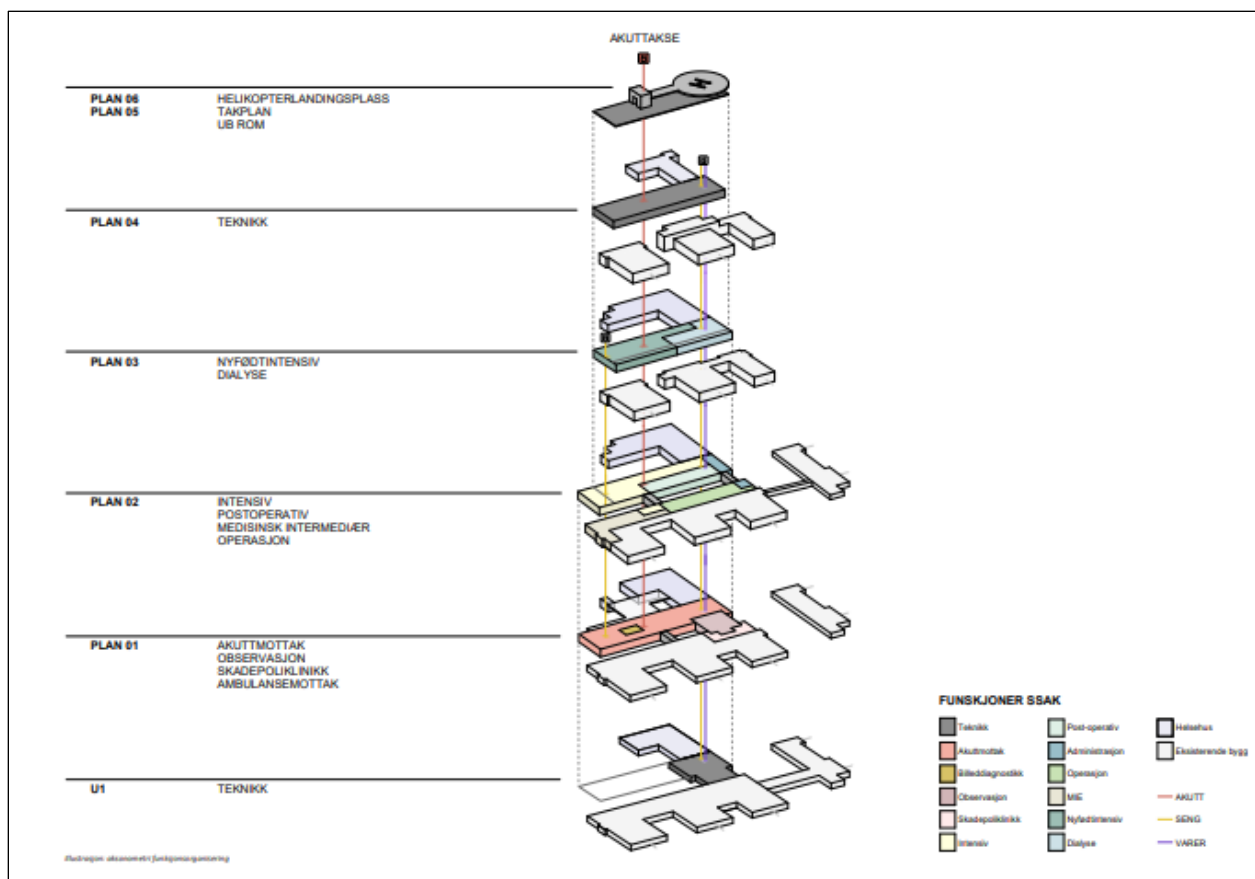 AKUTTAKSE
H
PLAN 06 HELIKOPTERLANDINGSPLASS
PLAN 05 TAKPLAN
UB ROM
PLAN 04 TEKNIKK
PLAN 03 NYFØDTINTENSIV
DIALYSE
PLAN 02 INTENSIV
POSTOPERATIV
MEDISINSK INTERMEDIÆR
OPERASJON
PLAN 01 AKUTTMOTTAK
OBSERVASJON
SKADEPOLIKLINIKK
AMBULANSEMOTTAK
U1 TEKNIKK
FUNSKJONER SSAK
Teknikk
Akuttmottak
Billeddiagnostikk
Observasjon
Skadepoliklinikk
Intensiv
Post-operativ
Administrasjon
Operasjon
MIE
Nyfødtintensiv
Dialyse
Helsehus
Eksisterende bygg
AKUTT
SENG
VARER
Illustrasjon: aksonometri funksjonsorganisering